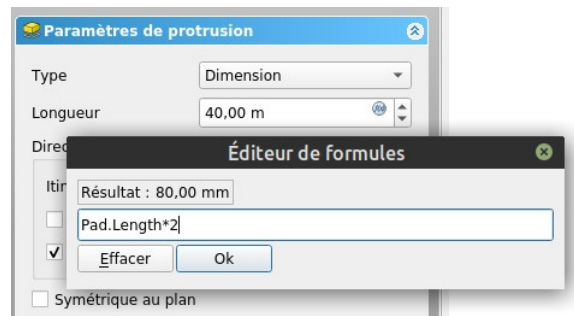 Paramètres de protrusion
Type Dimension
Longueur 40,00 m
Direc
Éditeur de formules
Itin
Résultat : 80,00 mm
Pad.Length*2
Effacer Ok
Symétrique au plan